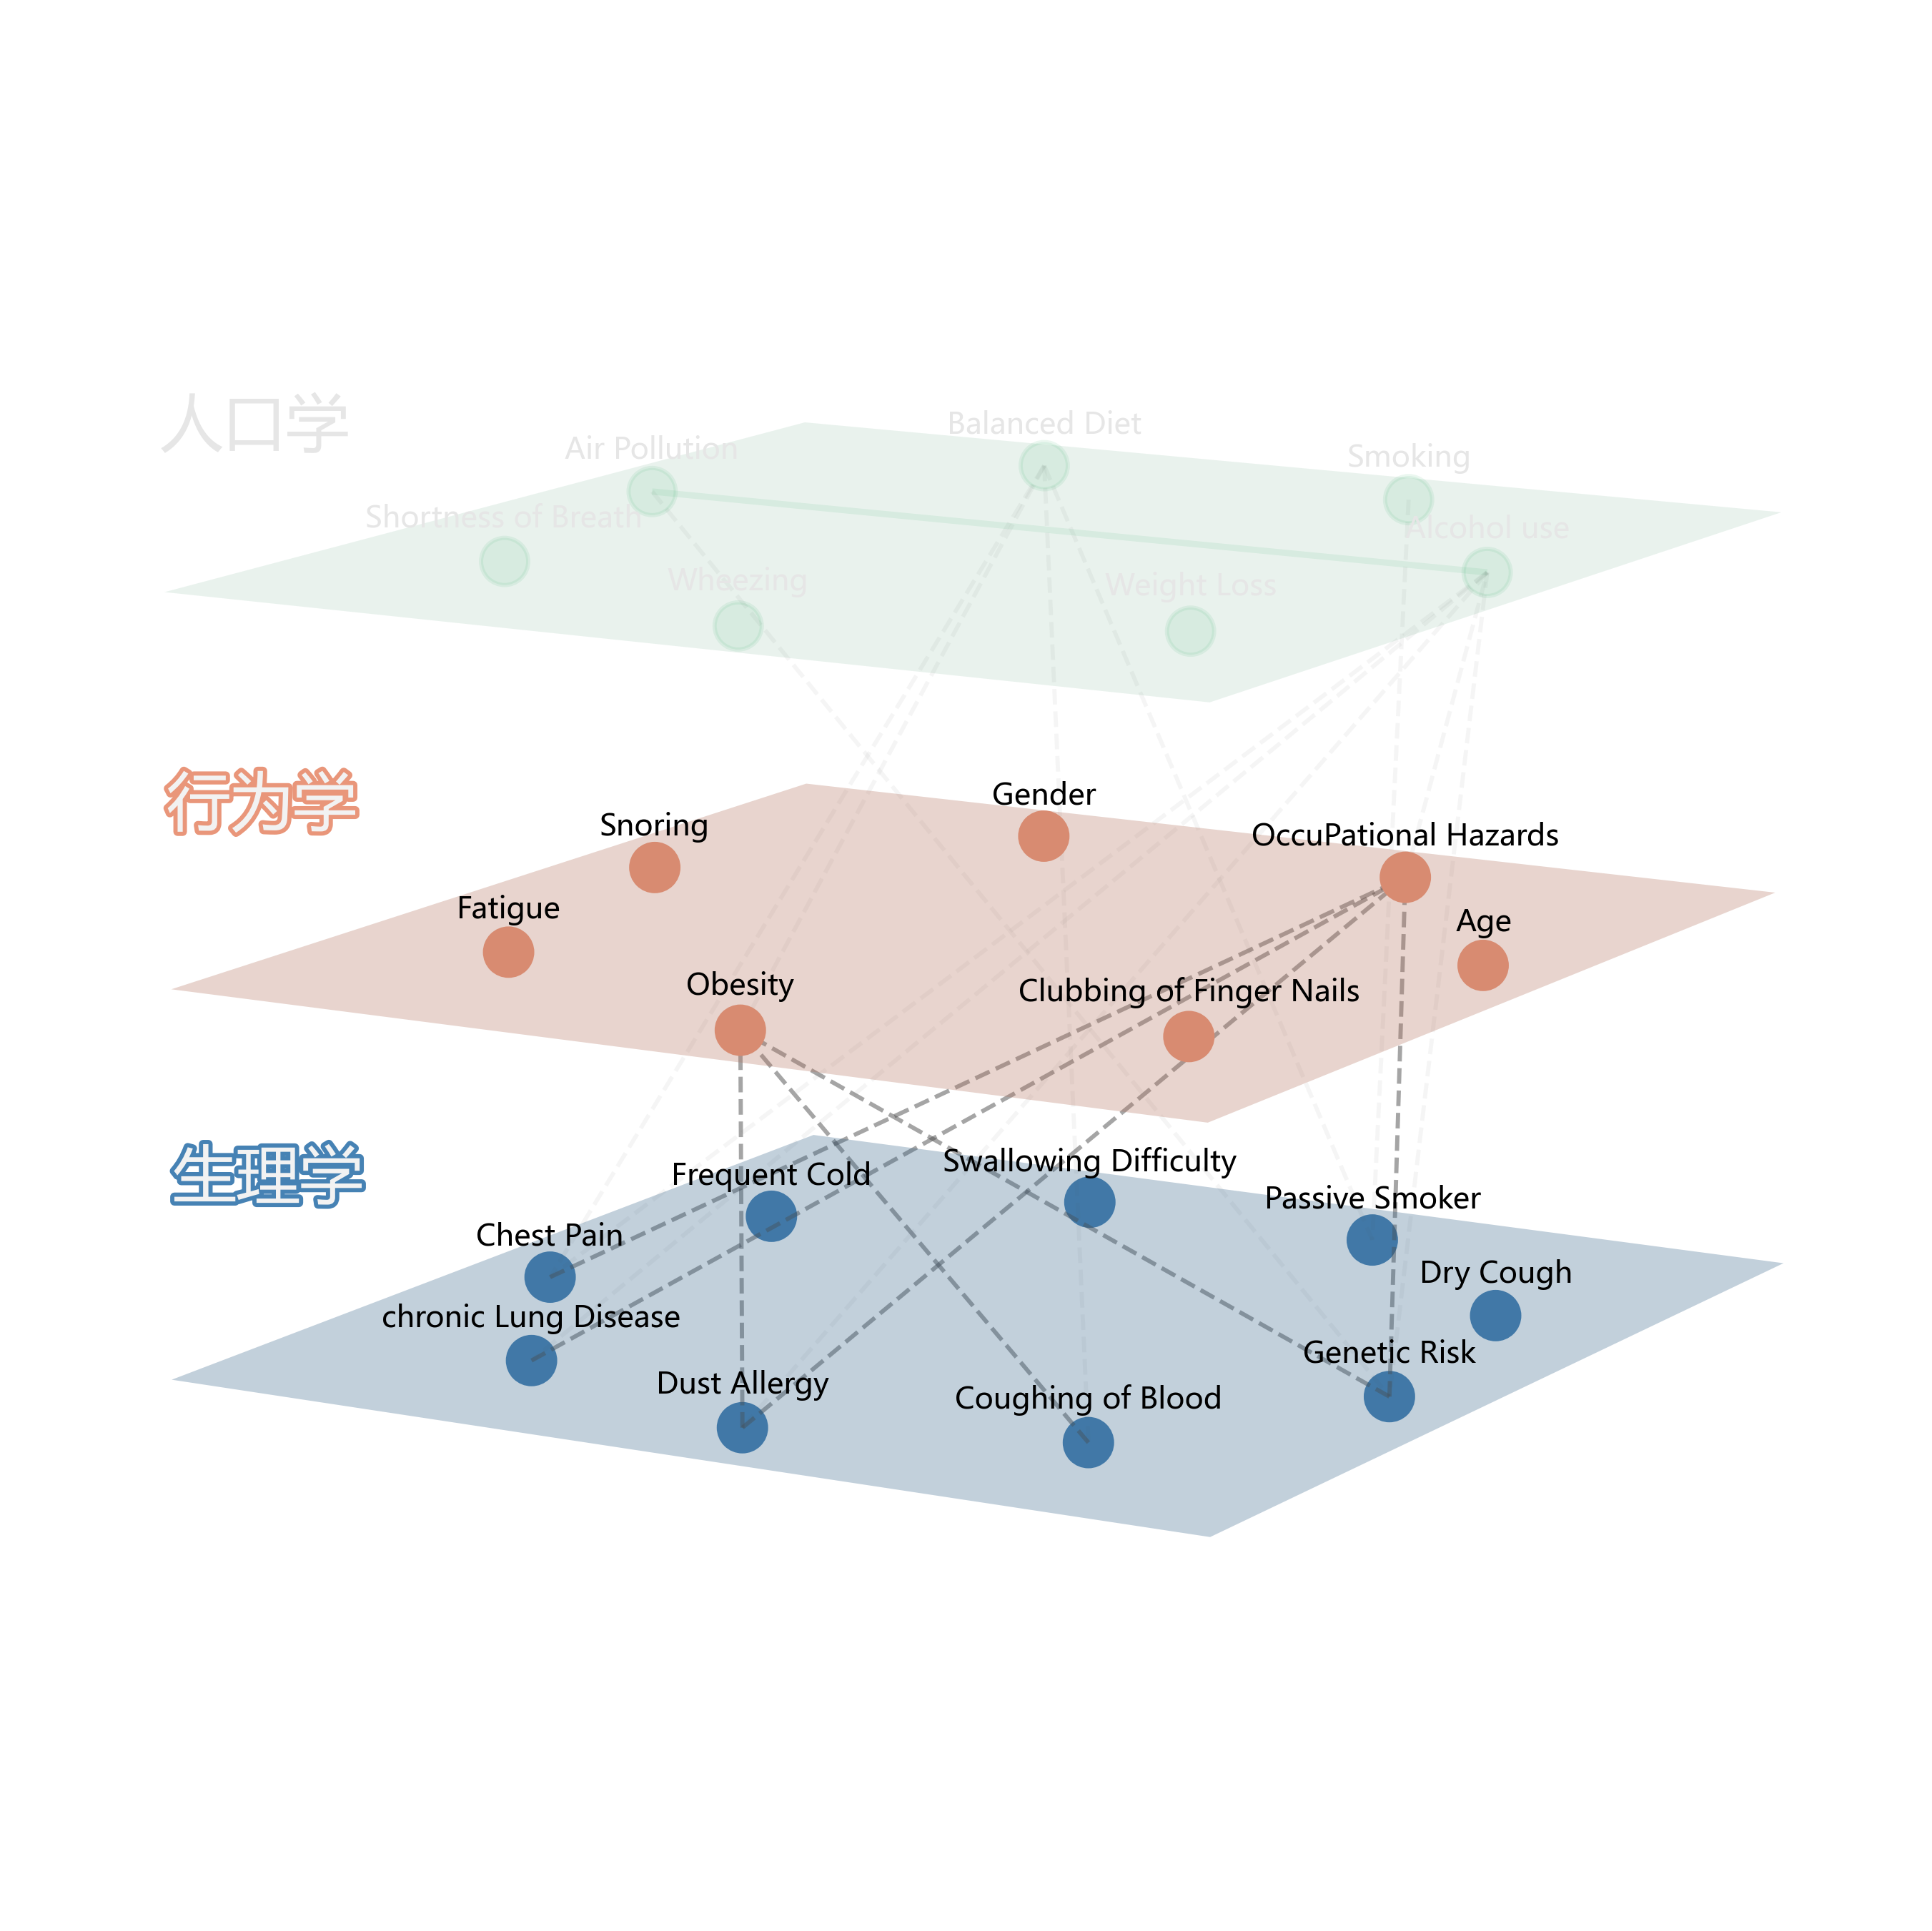 人口学
Balanced Diet
Air Pollution
Smoking
Shortness of Breath
Alcohol use
Wheezing
Weight Loss
行为学
Gender
Snoring
OccuPational Hazards
Fatigue
Age
Obesity
Clubbing of Finger Nails
生理学
Frequent Cold
Swallowing Difficulty
Passive Smoker
Chest Pain
Dry Cough
chronic Lung Disease
Genetic Risk
Dust Allergy
Coughing of Blood